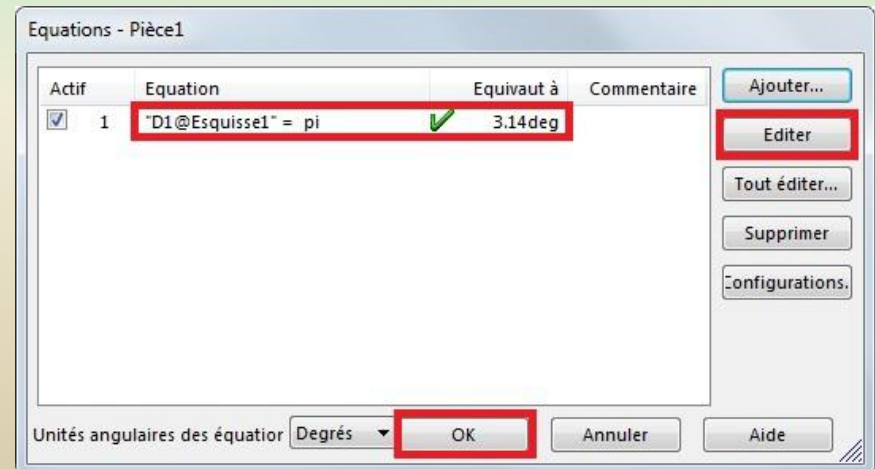 Equations - Pièce1
Actif Equation Equivaut à Commentaire
1 "D1@Esquisse1" = pi 3.14deg
Ajouter...
Editer
Tout éditer...
Supprimer
Configurations.
Unités angulaires des équatior Degrés OK Annuler Aide